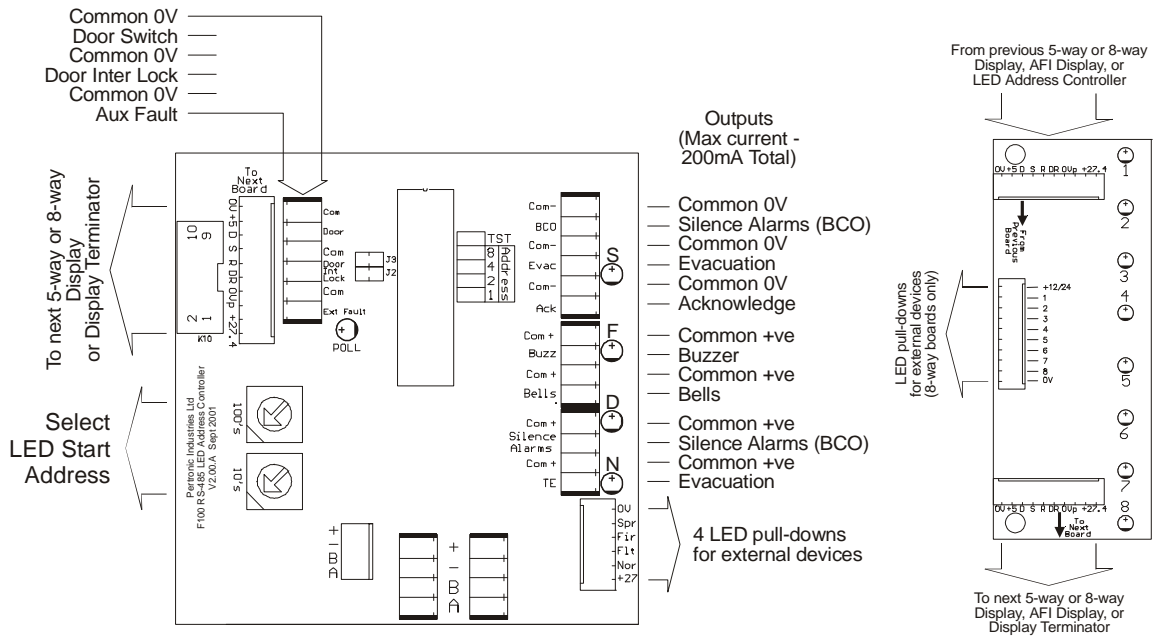 Common 0V
Door Switch
Common 0V
Door Inter Lock
Common 0V
Aux Fault
To next 5-way or 8-way
Display
or Display Terminator
Select
LED Start
Address
To
Next
Board
0V +5 D S R DR 0Vp +27.4
10 9
2 1
K10
Com
Door
Com
Door
Int
Lock
Com
Ext Fault
POLL
J3
J2
TST
8
4
2
1
Address
Pertronic Industries Ltd
F100 RS-485 LED Address Controller
V2.00.A Sept 2001
100's
10's
+
-
B
A
+
-
B
A
Outputs
(Max current -
200mA Total)
Com-
BCO
Com-
Evac
Com-
Ack
Com+
Buzz
Com+
Bells
Com+
Silence
Alarms
Com+
TE
S
F
D
N
Common 0V
Silence Alarms (BCO)
Common 0V
Evacuation
Common 0V
Acknowledge
Common +ve
Buzzer
Common +ve
Bells
Common +ve
Silence Alarms (BCO)
Common +ve
Evacuation
0V
Spr
Fir
Flt
Nor
+27
4 LED pull-downs
for external devices
From previous 5-way or 8-way
Display, AFI Display, or
LED Address Controller
0V +5 D S R DR 0Vp +27.4
From
Previous
Board
LED pull-downs
for external devices
(8-way boards only)
+12/24
1
2
3
4
5
6
7
8
0V
1
2
3
4
5
6
7
8
0V +5 D S R DR 0Vp +27.4
To
Next
Board
To next 5-way or 8-way
Display, AFI Display, or
Display Terminator